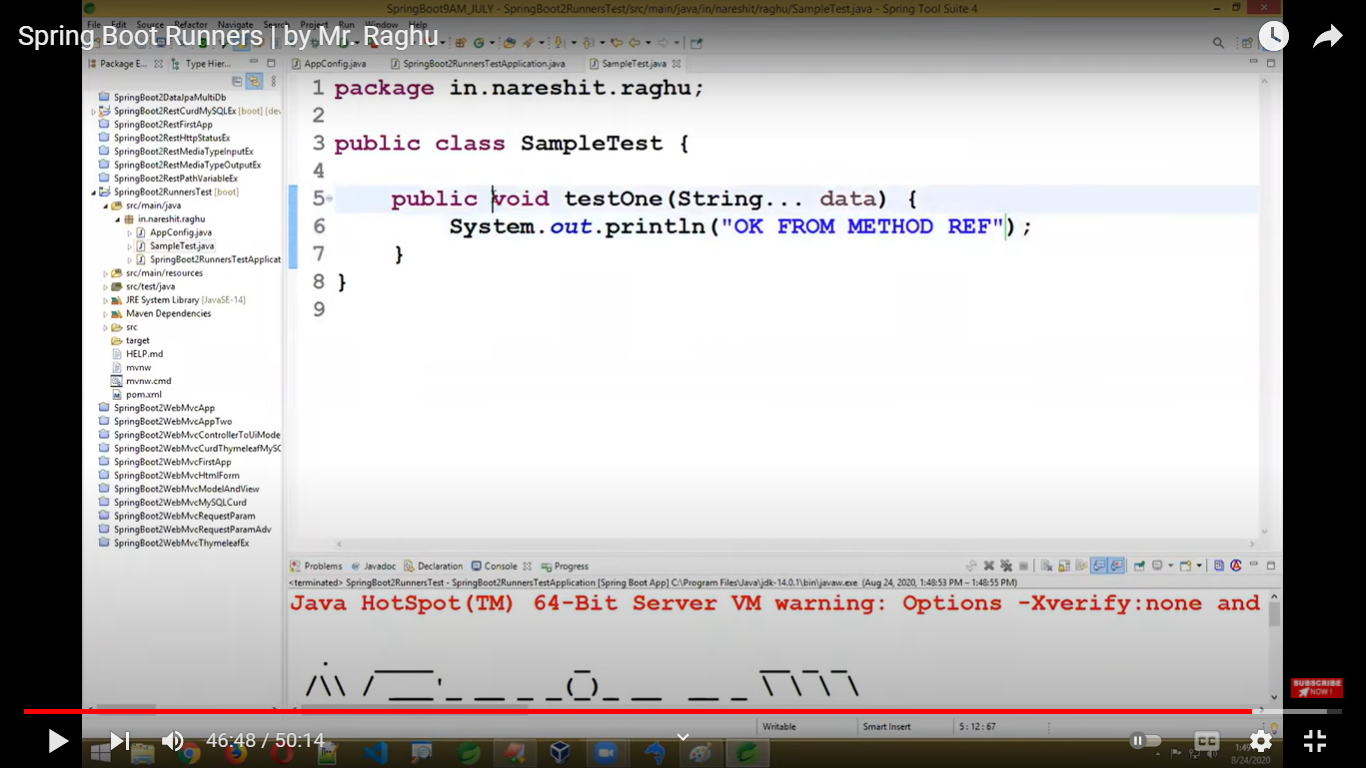 SpringBoot9AM_JULY - SpringBoot2RunnersTest/src/main/java/in/nareshit/raghu/SampleTest.java - Spring Tool Suite 4
File Edit Source Refactor Navigate Search Project Run Window Help
Spring Boot Runners | by Mr. Raghu
Package E... Type Hier...
AppConfig.java SpringBoot2RunnersTestApplication.java SampleTest.java
SpringBoot2DataJpaMultiDb
SpringBoot2RestCurdMySQLEx [boot] [dev
SpringBoot2RestFirstApp
SpringBoot2RestHttpStatusEx
SpringBoot2RestMediaTypeInputEx
SpringBoot2RestMediaTypeOutputEx
SpringBoot2RestPathVariableEx
SpringBoot2RunnersTest [boot]
src/main/java
in.nareshit.raghu
AppConfig.java
SampleTest.java
SpringBoot2RunnersTestApplicat
src/main/resources
src/test/java
JRE System Library [JavaSE-14]
Maven Dependencies
src
target
HELP.md
mvnw
mvnw.cmd
pom.xml
SpringBoot2WebMvcApp
SpringBoot2WebMvcAppTwo
SpringBoot2WebMvcControllerToUiMode
SpringBoot2WebMvcCurdThymeleafMySQ
SpringBoot2WebMvcFirstApp
SpringBoot2WebMvcHtmlForm
SpringBoot2WebMvcModelAndView
SpringBoot2WebMvcMySQLCurd
SpringBoot2WebMvcRequestParam
SpringBoot2WebMvcRequestParamAdv
SpringBoot2WebMvcThymeleafEx
1 package in.nareshit.raghu;
2
3 public class SampleTest {
4
5 public void testOne(String... data) {
6 System.out.println("OK FROM METHOD REF");
7 }
8 }
9
Problems Javadoc Declaration Console Progress
<terminated> SpringBoot2RunnersTest - SpringBoot2RunnersTestApplication [Spring Boot App] C:\Program Files\Java\jdk-14.0.1\bin\javaw.exe (Aug 24, 2020, 1:48:53 PM – 1:48:55 PM)
Java HotSpot(TM) 64-Bit Server VM warning: Options -Xverify:none and
SUBSCRIBE
NOW!
Writable Smart Insert 5 : 12 : 67
46:48 / 50:14
CC
8/24/2020